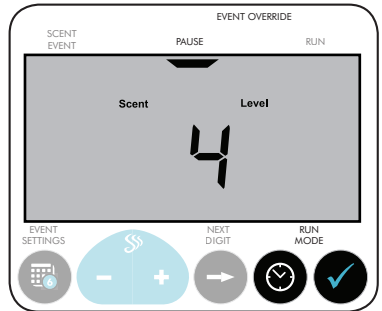 EVENT OVERRIDE
SCENT EVENT
PAUSE
RUN
Scent Level
4
EVENT SETTINGS
NEXT DIGIT
RUN MODE
6
- +